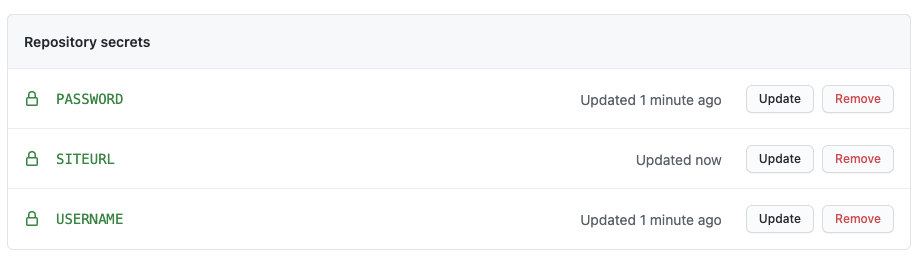 Repository secrets
PASSWORD Updated 1 minute ago Update Remove
SITEURL Updated now Update Remove
USERNAME Updated 1 minute ago Update Remove